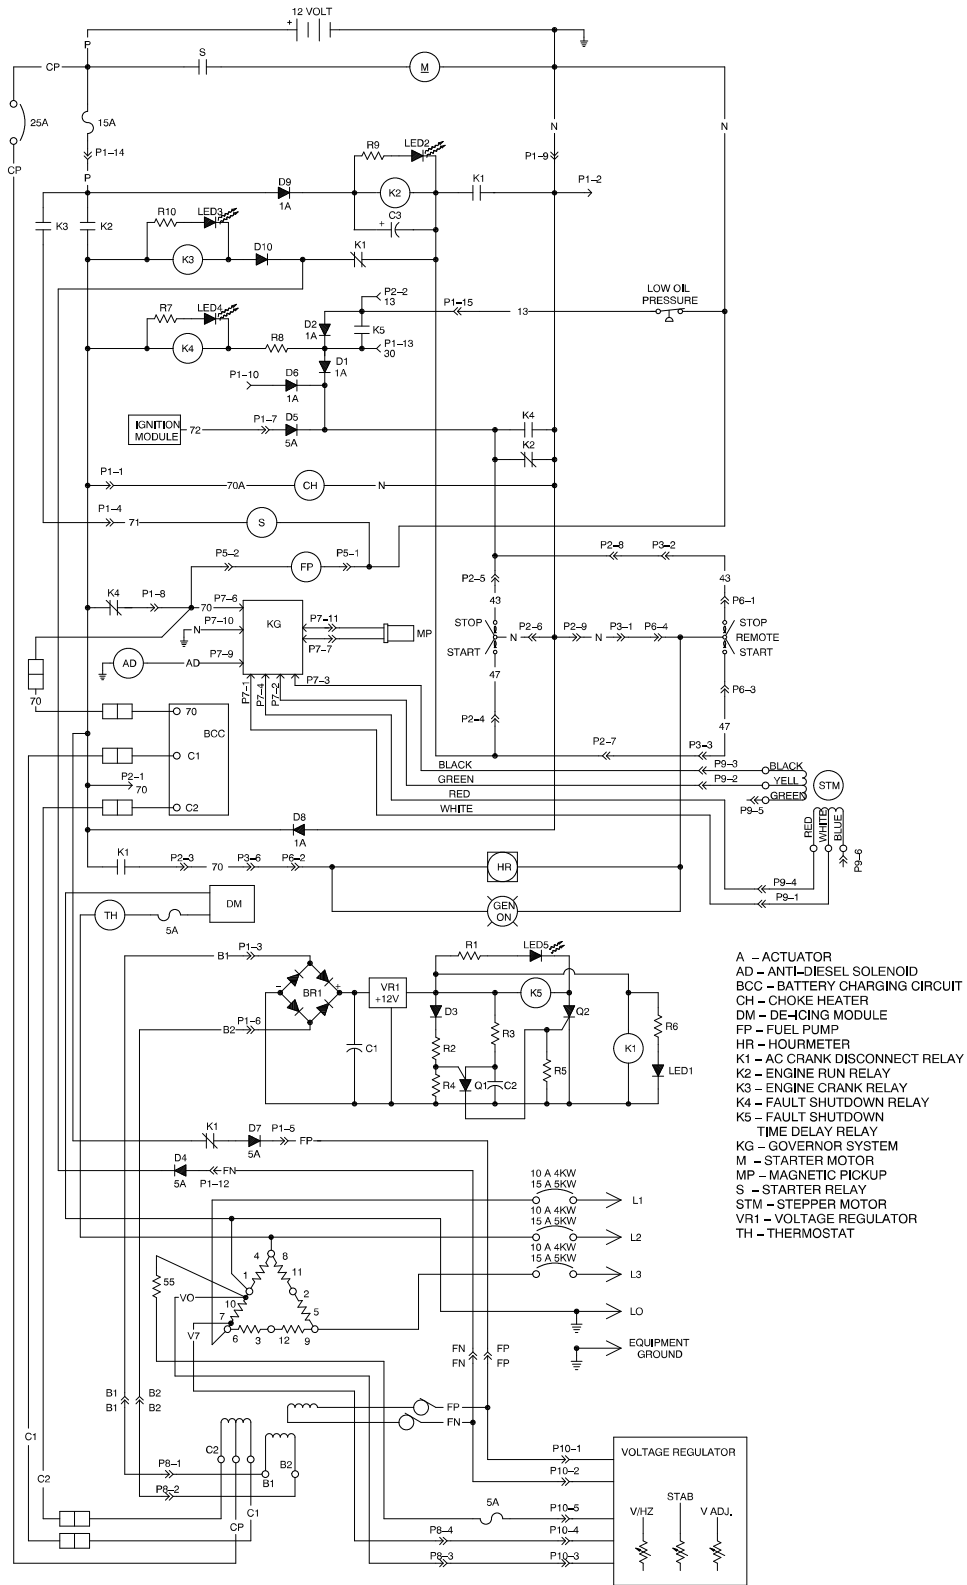 12 VOLT
+
P
CP
S
M
25A
15A
N
N
P1–14
P1–9
CP
P
R9
LED2
D9
1A
K2
K1
P1–2
C3
+
K3
K2
R10
LED3
K3
D10
K1
P2–2
13
P1–15
13
LOW OIL
PRESSURE
R7
LED4
D2
1A
K5
K4
R8
P1–13
30
D1
1A
P1–10
D6
1A
IGNITION
MODULE
72
P1–7
D5
5A
K4
K2
P1–1
70A
CH
N
P1–4
71
S
P5–2
FP
P5–1
P2–8
P3–2
K4
P1–8
70
P7–6
P7–10
N
KG
P7–11
P7–7
MP
P2–5
43
43
P6–1
STOP
START
N
P2–6
P2–9
N
P3–1
P6–4
STOP
REMOTE
START
AD
AD
P7–9
P7–1
P7–4
P7–2
P7–3
47
P6–3
P2–4
47
70
70
BCC
C1
P2–1
70
C2
P2–7
P3–3
BLACK
P9–3
BLACK
GREEN
P9–2
YELL
RED
GREEN
P9–5
STM
WHITE
RED
WHITE
BLUE
P9–6
D8
1A
K1
P2–3
70
P3–6
P6–2
HR
P9–4
P9–1
GEN
ON
TH
5A
DM
B1
P1–3
R1
LED5
–
BR1
+
VR1
+12V
K5
B2
P1–6
C1
D3
R2
R4
R3
Q1
C2
Q2
R5
K1
R6
LED1
A – ACTUATOR
AD – ANTI–DIESEL SOLENOID
BCC – BATTERY CHARGING CIRCUIT
CH – CHOKE HEATER
DM – DE–ICING MODULE
FP – FUEL PUMP
HR – HOURMETER
K1 – AC CRANK DISCONNECT RELAY
K2 – ENGINE RUN RELAY
K3 – ENGINE CRANK RELAY
K4 – FAULT SHUTDOWN RELAY
K5 – FAULT SHUTDOWN
TIME DELAY RELAY
KG – GOVERNOR SYSTEM
M – STARTER MOTOR
MP – MAGNETIC PICKUP
S – STARTER RELAY
STM – STEPPER MOTOR
VR1 – VOLTAGE REGULATOR
TH – THERMOSTAT
K1
D7
5A
P1–5
FP
D4
5A
FN
P1–12
10 A 4KW
15 A 5KW
L1
10 A 4KW
15 A 5KW
L2
10 A 4KW
15 A 5KW
L3
55
4
8
1
11
VO
10
2
7
5
V7
6
3
12
9
LO
EQUIPMENT
GROUND
FN
FP
FN
FP
B1
B2
B1
B2
FP
FN
C1
C2
C2
P8–1
B1
B2
P8–2
CP
C1
P10–1
P10–2
5A
P10–5
P8–4
P10–4
P8–3
P10–3
VOLTAGE REGULATOR
V/HZ
STAB
V ADJ.